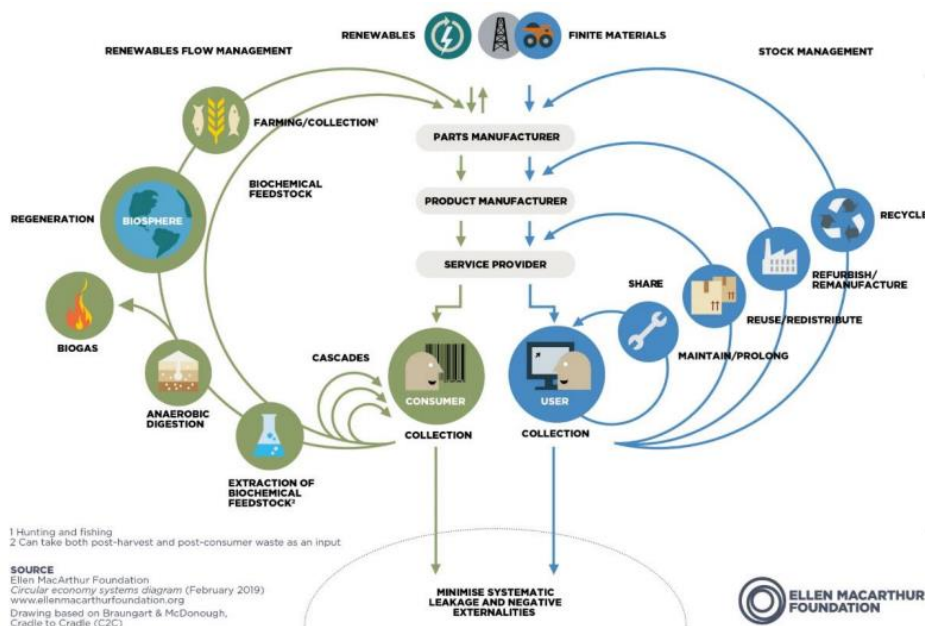 RENEWABLES
FINITE MATERIALS
RENEWABLES FLOW MANAGEMENT
STOCK MANAGEMENT
FARMING/COLLECTION¹
PARTS MANUFACTURER
BIOCHEMICAL
FEEDSTOCK
PRODUCT MANUFACTURER
REGENERATION
BIOSPHERE
RECYCLE
SERVICE PROVIDER
REFURBISH/
REMANUFACTURE
SHARE
REUSE/REDISTRIBUTE
BIOGAS
CASCADES
MAINTAIN/PROLONG
CONSUMER
USER
ANAEROBIC
DIGESTION
COLLECTION
COLLECTION
EXTRACTION OF
BIOCHEMICAL
FEEDSTOCK²
1 Hunting and fishing
2 Can take both post-harvest and post-consumer waste as an input
SOURCE
Ellen MacArthur Foundation
Circular economy systems diagram (February 2019)
www.ellenmacarthurfoundation.org
Drawing based on Braungart & McDonough,
Cradle to Cradle (C2C)
MINIMISE SYSTEMATIC
LEAKAGE AND NEGATIVE
EXTERNALITIES
ELLEN MACARTHUR
FOUNDATION